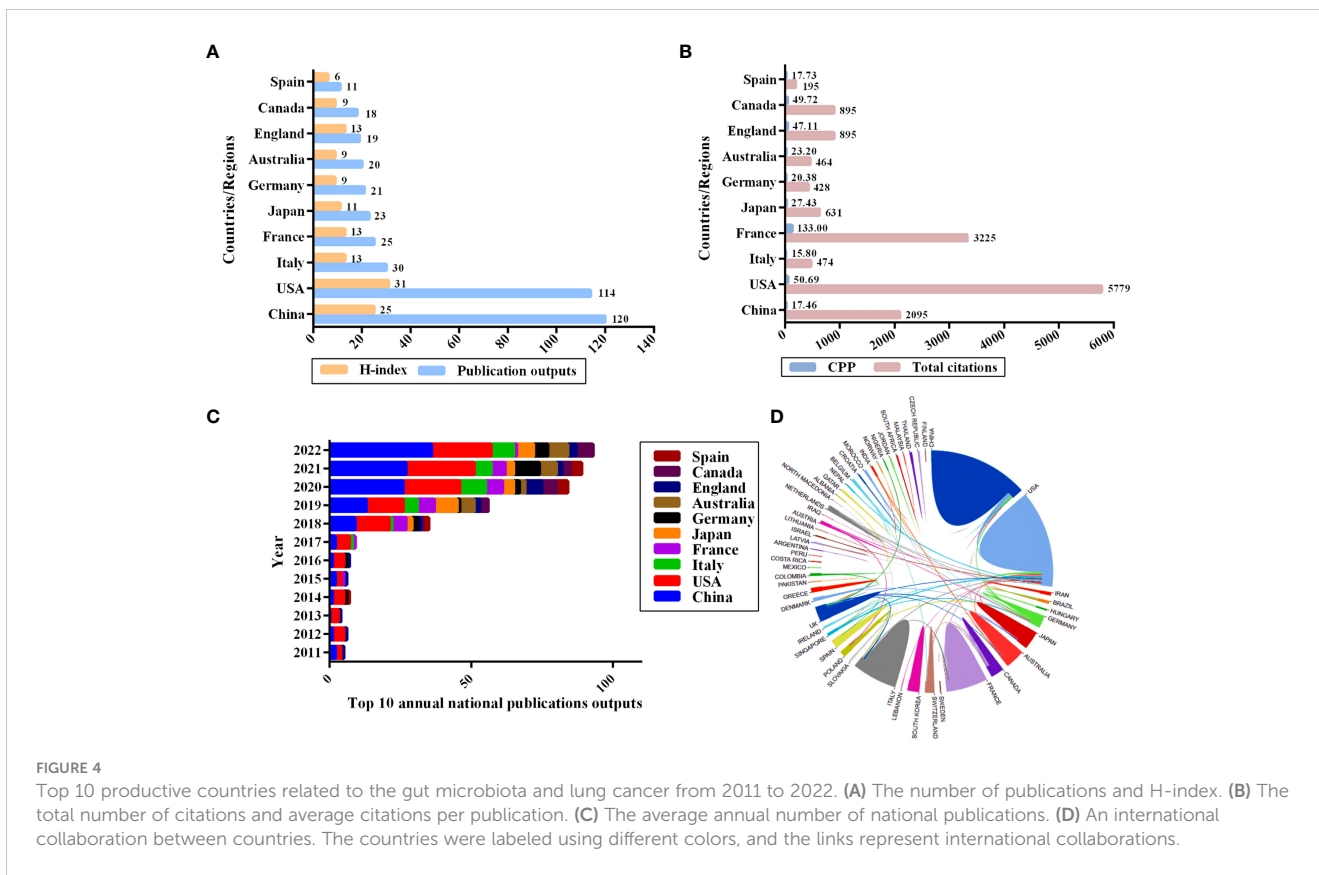 A
Countries/Regions
Spain
6
11
Canada
9
18
England
13
19
Australia
9
20
Germany
9
21
Japan
11
23
France
13
25
Italy
13
30
USA
31
114
China
25
120
0 20 40 60 80 100 120 140
H-index Publication outputs
B
Countries/Regions
Spain
17.73
195
Canada
49.72
895
England
47.11
895
Australia
23.20
464
Germany
20.38
428
Japan
27.43
631
France
133.00
3225
Italy
15.80
474
USA
50.69
5779
China
17.46
2095
0 1000 2000 3000 4000 5000 6000
CPP Total citations
C
Year
2022
2021
2020
2019
2018
2017
2016
2015
2014
2013
2012
2011
0 50 100
Top 10 annual national publications outputs
Spain
Canada
England
Australia
Germany
Japan
France
Italy
USA
China
D
CHINA
USA
IRAN
BRAZIL
HUNGARY
GERMANY
JAPAN
AUSTRALIA
CANADA
FRANCE
SWEDEN
SWITZERLAND
SOUTH KOREA
LEBANON
ITALY
SLOVAKIA
POLAND
SPAIN
SINGAPORE
IRELAND
UK
DENMARK
GREECE
PAKISTAN
COLOMBIA
MEXICO
COSTA RICA
PERU
ARGENTINA
LATVIA
ISRAEL
LITHUANIA
AUSTRIA
IRAQ
NETHERLANDS
NORTH MACEDONIA
ALBANIA
QATAR
NEPAL
BELGIUM
CROATIA
MOROCCO
INDIA
NORWAY
NIGERIA
JORDAN
SOUTH AFRICA
MALAYSIA
THAILAND
CZECH REPUBLIC
FINLAND
FIGURE 4
Top 10 productive countries related to the gut microbiota and lung cancer from 2011 to 2022. (A) The number of publications and H-index. (B) The
total number of citations and average citations per publication. (C) The average annual number of national publications. (D) An international
collaboration between countries. The countries were labeled using different colors, and the links represent international collaborations.